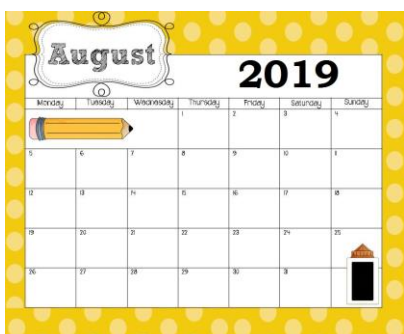 August
2019
Monday Tuesday Wednesday Thursday Friday Saturday Sunday
1 2 3 4
5 6 7 8 9 10 11
12 13 14 15 16 17 18
19 20 21 22 23 24 25
26 27 28 29 30 31